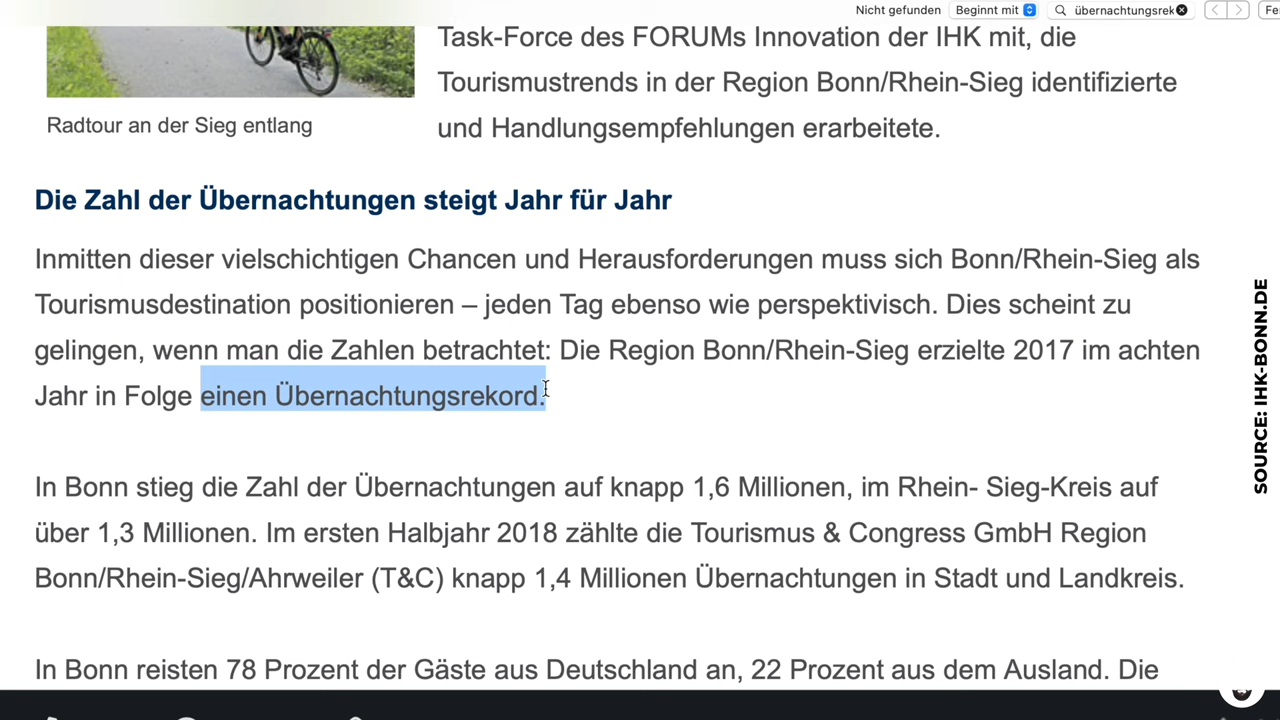 Nicht gefunden Beginnt mit übernachtungsrek
Task-Force des FORUMs Innovation der IHK mit, die
Tourismustrends in der Region Bonn/Rhein-Sieg identifizierte
und Handlungsempfehlungen erarbeitete.
Radtour an der Sieg entlang
Die Zahl der Übernachtungen steigt Jahr für Jahr
Inmitten dieser vielschichtigen Chancen und Herausforderungen muss sich Bonn/Rhein-Sieg als
Tourismusdestination positionieren – jeden Tag ebenso wie perspektivisch. Dies scheint zu
gelingen, wenn man die Zahlen betrachtet: Die Region Bonn/Rhein-Sieg erzielte 2017 im achten
Jahr in Folge einen Übernachtungsrekord.
In Bonn stieg die Zahl der Übernachtungen auf knapp 1,6 Millionen, im Rhein- Sieg-Kreis auf
über 1,3 Millionen. Im ersten Halbjahr 2018 zählte die Tourismus & Congress GmbH Region
Bonn/Rhein-Sieg/Ahrweiler (T&C) knapp 1,4 Millionen Übernachtungen in Stadt und Landkreis.
In Bonn reisten 78 Prozent der Gäste aus Deutschland an, 22 Prozent aus dem Ausland. Die
SOURCE: IHK-BONN.DE